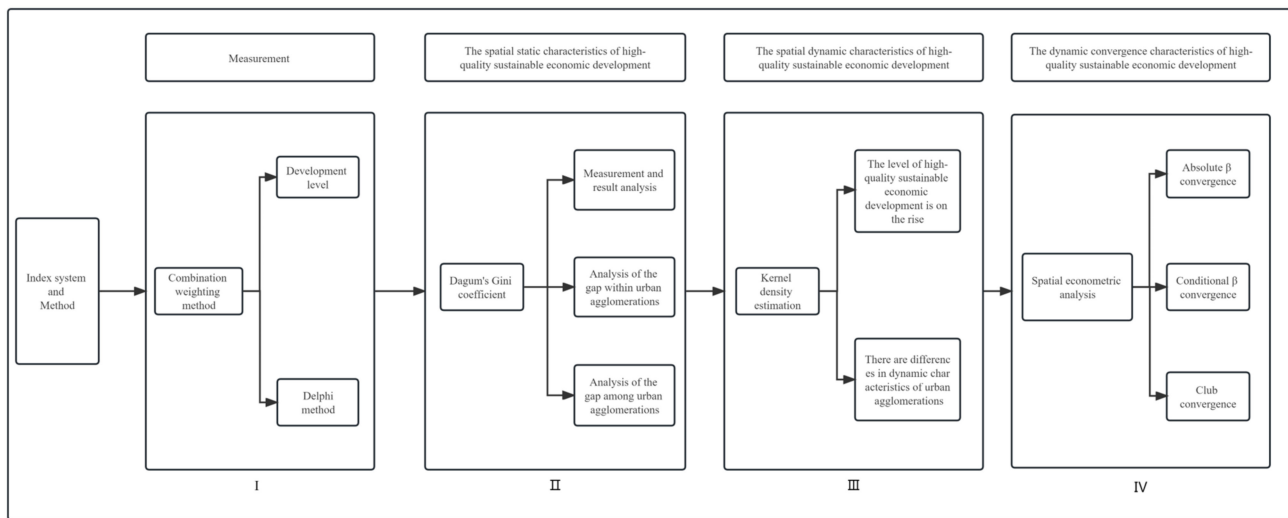 Measurement
The spatial static characteristics of high-
quality sustainable economic development
The spatial dynamic characteristics of high-
quality sustainable economic development
The dynamic convergence characteristics of high-
quality sustainable economic development
Index system
and
Method
Combination
weighting
method
Development
level
Delphi
method
Dagum's Gini
coefficient
Measurement and
result analysis
Analysis of the
gap within urban
agglomerations
Analysis of the
gap among urban
agglomerations
Kernel
density
estimation
The level of high-
quality sustainable
economic
development is on
the rise
There are differenc
es in dynamic char
acteristics of urban
agglomerations
Spatial econometric
analysis
Absolute β
convergence
Conditional β
convergence
Club
convergence
I
II
III
IV